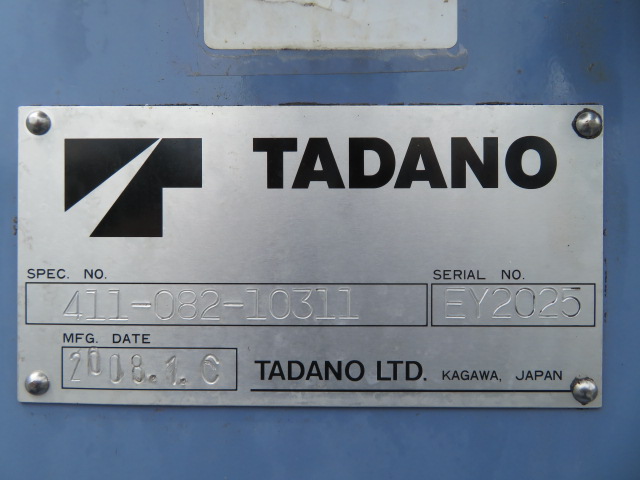 TADANO
SPEC. NO.
411-082-10311
SERIAL NO.
EY2025
MFG. DATE
2008.1.C
TADANO LTD. KAGAWA, JAPAN